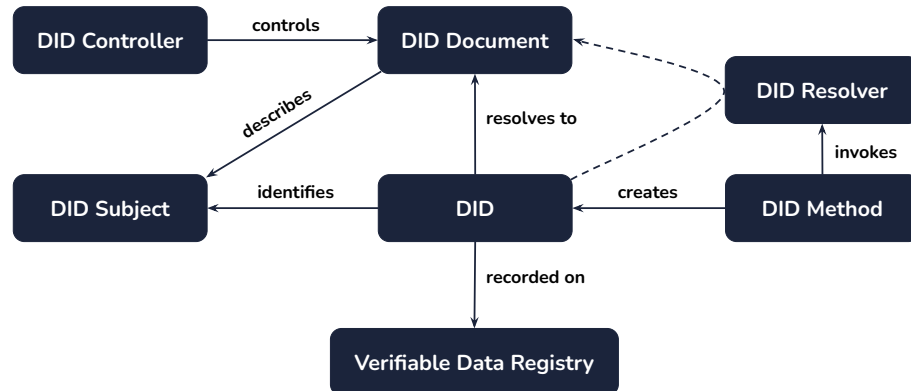 DID Controller
controls
DID Document
DID Resolver
describes
resolves to
invokes
DID Subject
identifies
DID
creates
DID Method
recorded on
Verifiable Data Registry